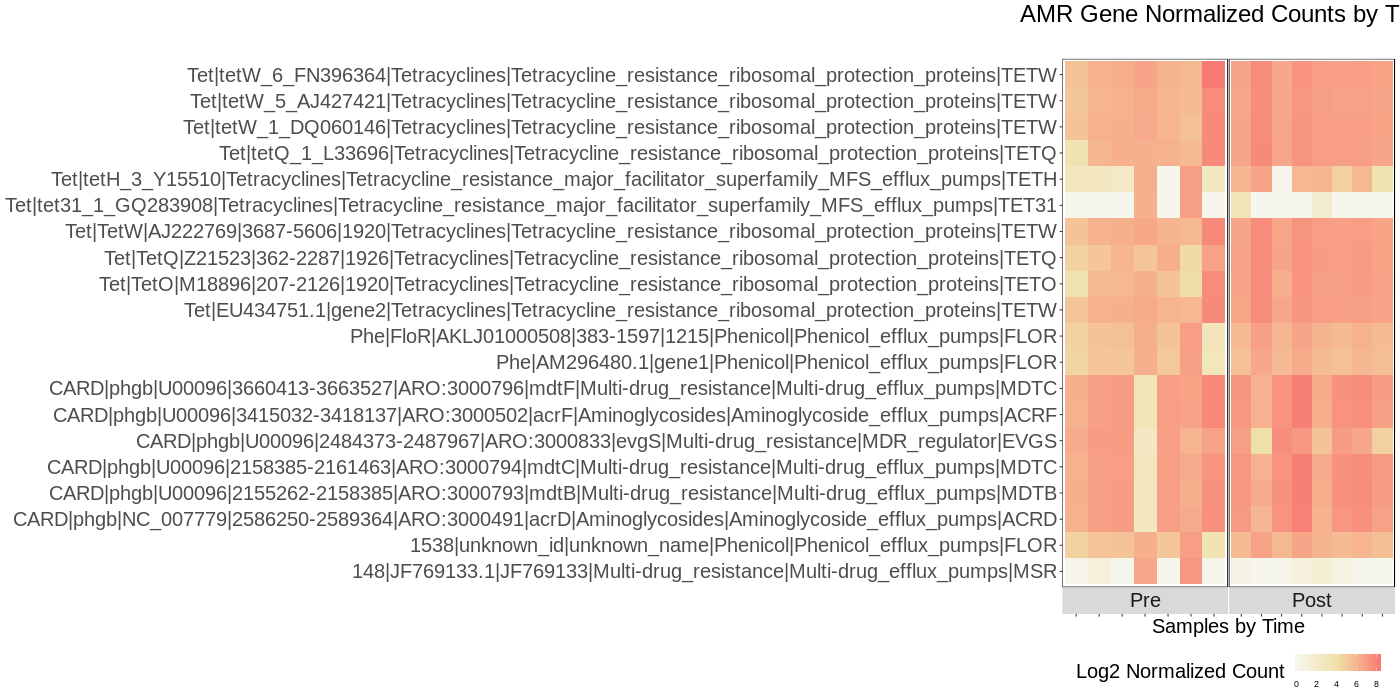 AMR Gene Normalized Counts by T
Tet|tetW_6_FN396364|Tetracyclines|Tetracycline_resistance_ribosomal_protection_proteins|TETW
Tet|tetW_5_AJ427421|Tetracyclines|Tetracycline_resistance_ribosomal_protection_proteins|TETW
Tet|tetW_1_DQ060146|Tetracyclines|Tetracycline_resistance_ribosomal_protection_proteins|TETW
Tet|tetQ_1_L33696|Tetracyclines|Tetracycline_resistance_ribosomal_protection_proteins|TETQ
Tet|tetH_3_Y15510|Tetracyclines|Tetracycline_resistance_major_facilitator_superfamily_MFS_efflux_pumps|TETH
Tet|tet31_1_GQ283908|Tetracyclines|Tetracycline_resistance_major_facilitator_superfamily_MFS_efflux_pumps|TET31
Tet|TetW|AJ222769|3687-5606|1920|Tetracyclines|Tetracycline_resistance_ribosomal_protection_proteins|TETW
Tet|TetQ|Z21523|362-2287|1926|Tetracyclines|Tetracycline_resistance_ribosomal_protection_proteins|TETQ
Tet|TetO|M18896|207-2126|1920|Tetracyclines|Tetracycline_resistance_ribosomal_protection_proteins|TETO
Tet|EU434751.1|gene2|Tetracyclines|Tetracycline_resistance_ribosomal_protection_proteins|TETW
Phe|FloR|AKLJ01000508|383-1597|1215|Phenicol|Phenicol_efflux_pumps|FLOR
Phe|AM296480.1|gene1|Phenicol|Phenicol_efflux_pumps|FLOR
CARD|phgb|U00096|3660413-3663527|ARO:3000796|mdtF|Multi-drug_resistance|Multi-drug_efflux_pumps|MDTC
CARD|phgb|U00096|3415032-3418137|ARO:3000502|acrF|Aminoglycosides|Aminoglycoside_efflux_pumps|ACRF
CARD|phgb|U00096|2484373-2487967|ARO:3000833|evgS|Multi-drug_resistance|MDR_regulator|EVGS
CARD|phgb|U00096|2158385-2161463|ARO:3000794|mdtC|Multi-drug_resistance|Multi-drug_efflux_pumps|MDTC
CARD|phgb|U00096|2155262-2158385|ARO:3000793|mdtB|Multi-drug_resistance|Multi-drug_efflux_pumps|MDTB
CARD|phgb|NC_007779|2586250-2589364|ARO:3000491|acrD|Aminoglycosides|Aminoglycoside_efflux_pumps|ACRD
1538|unknown_id|unknown_name|Phenicol|Phenicol_efflux_pumps|FLOR
148|JF769133.1|JF769133|Multi-drug_resistance|Multi-drug_efflux_pumps|MSR
Pre Post
Samples by Time
Log2 Normalized Count
0 2 4 6 8